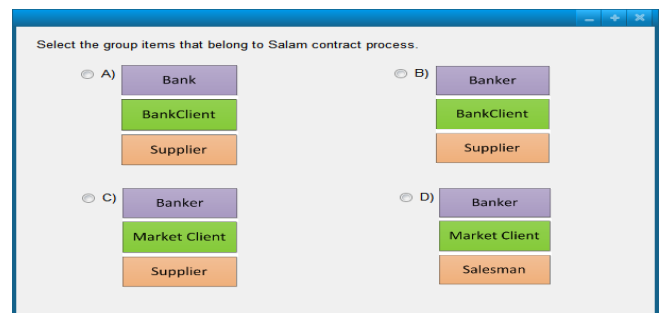 Select the group items that belong to Salam contract process.
A) Bank
BankClient
Supplier
B) Banker
BankClient
Supplier
C) Banker
Market Client
Supplier
D) Banker
Market Client
Salesman